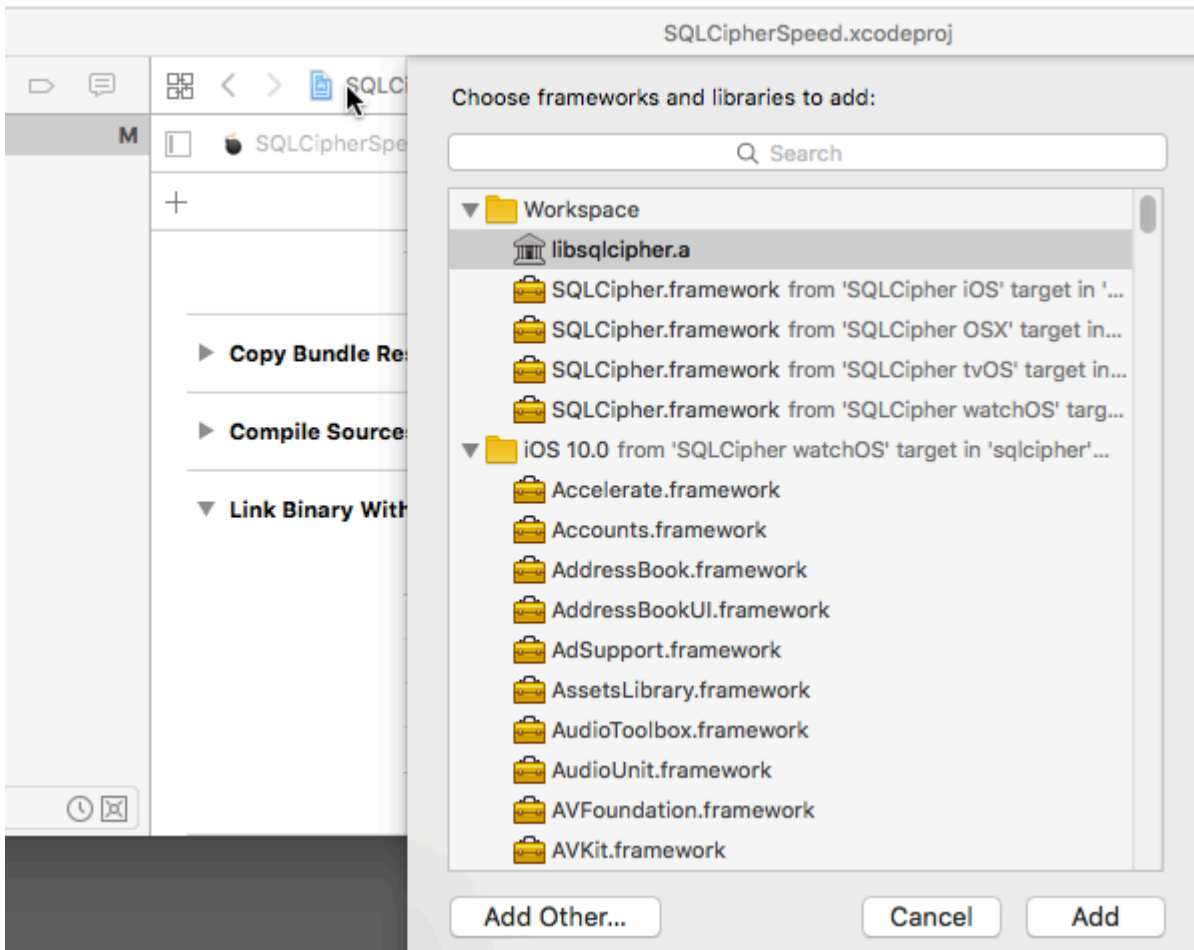 SQLCipherSpeed.xcodeproj
SQLCi
Choose frameworks and libraries to add:
M
SQLCipherSpe
Search
Workspace
libsqlcipher.a
SQLCipher.framework from 'SQLCipher iOS' target in '...
SQLCipher.framework from 'SQLCipher OSX' target in...
Copy Bundle Re
SQLCipher.framework from 'SQLCipher tvOS' target in...
SQLCipher.framework from 'SQLCipher watchOS' targ...
Compile Source
iOS 10.0 from 'SQLCipher watchOS' target in 'sqlcipher'...
Accelerate.framework
Link Binary With
Accounts.framework
AddressBook.framework
AddressBookUI.framework
AdSupport.framework
AssetsLibrary.framework
AudioToolbox.framework
AudioUnit.framework
AVFoundation.framework
AVKit.framework
Add Other...
Cancel
Add